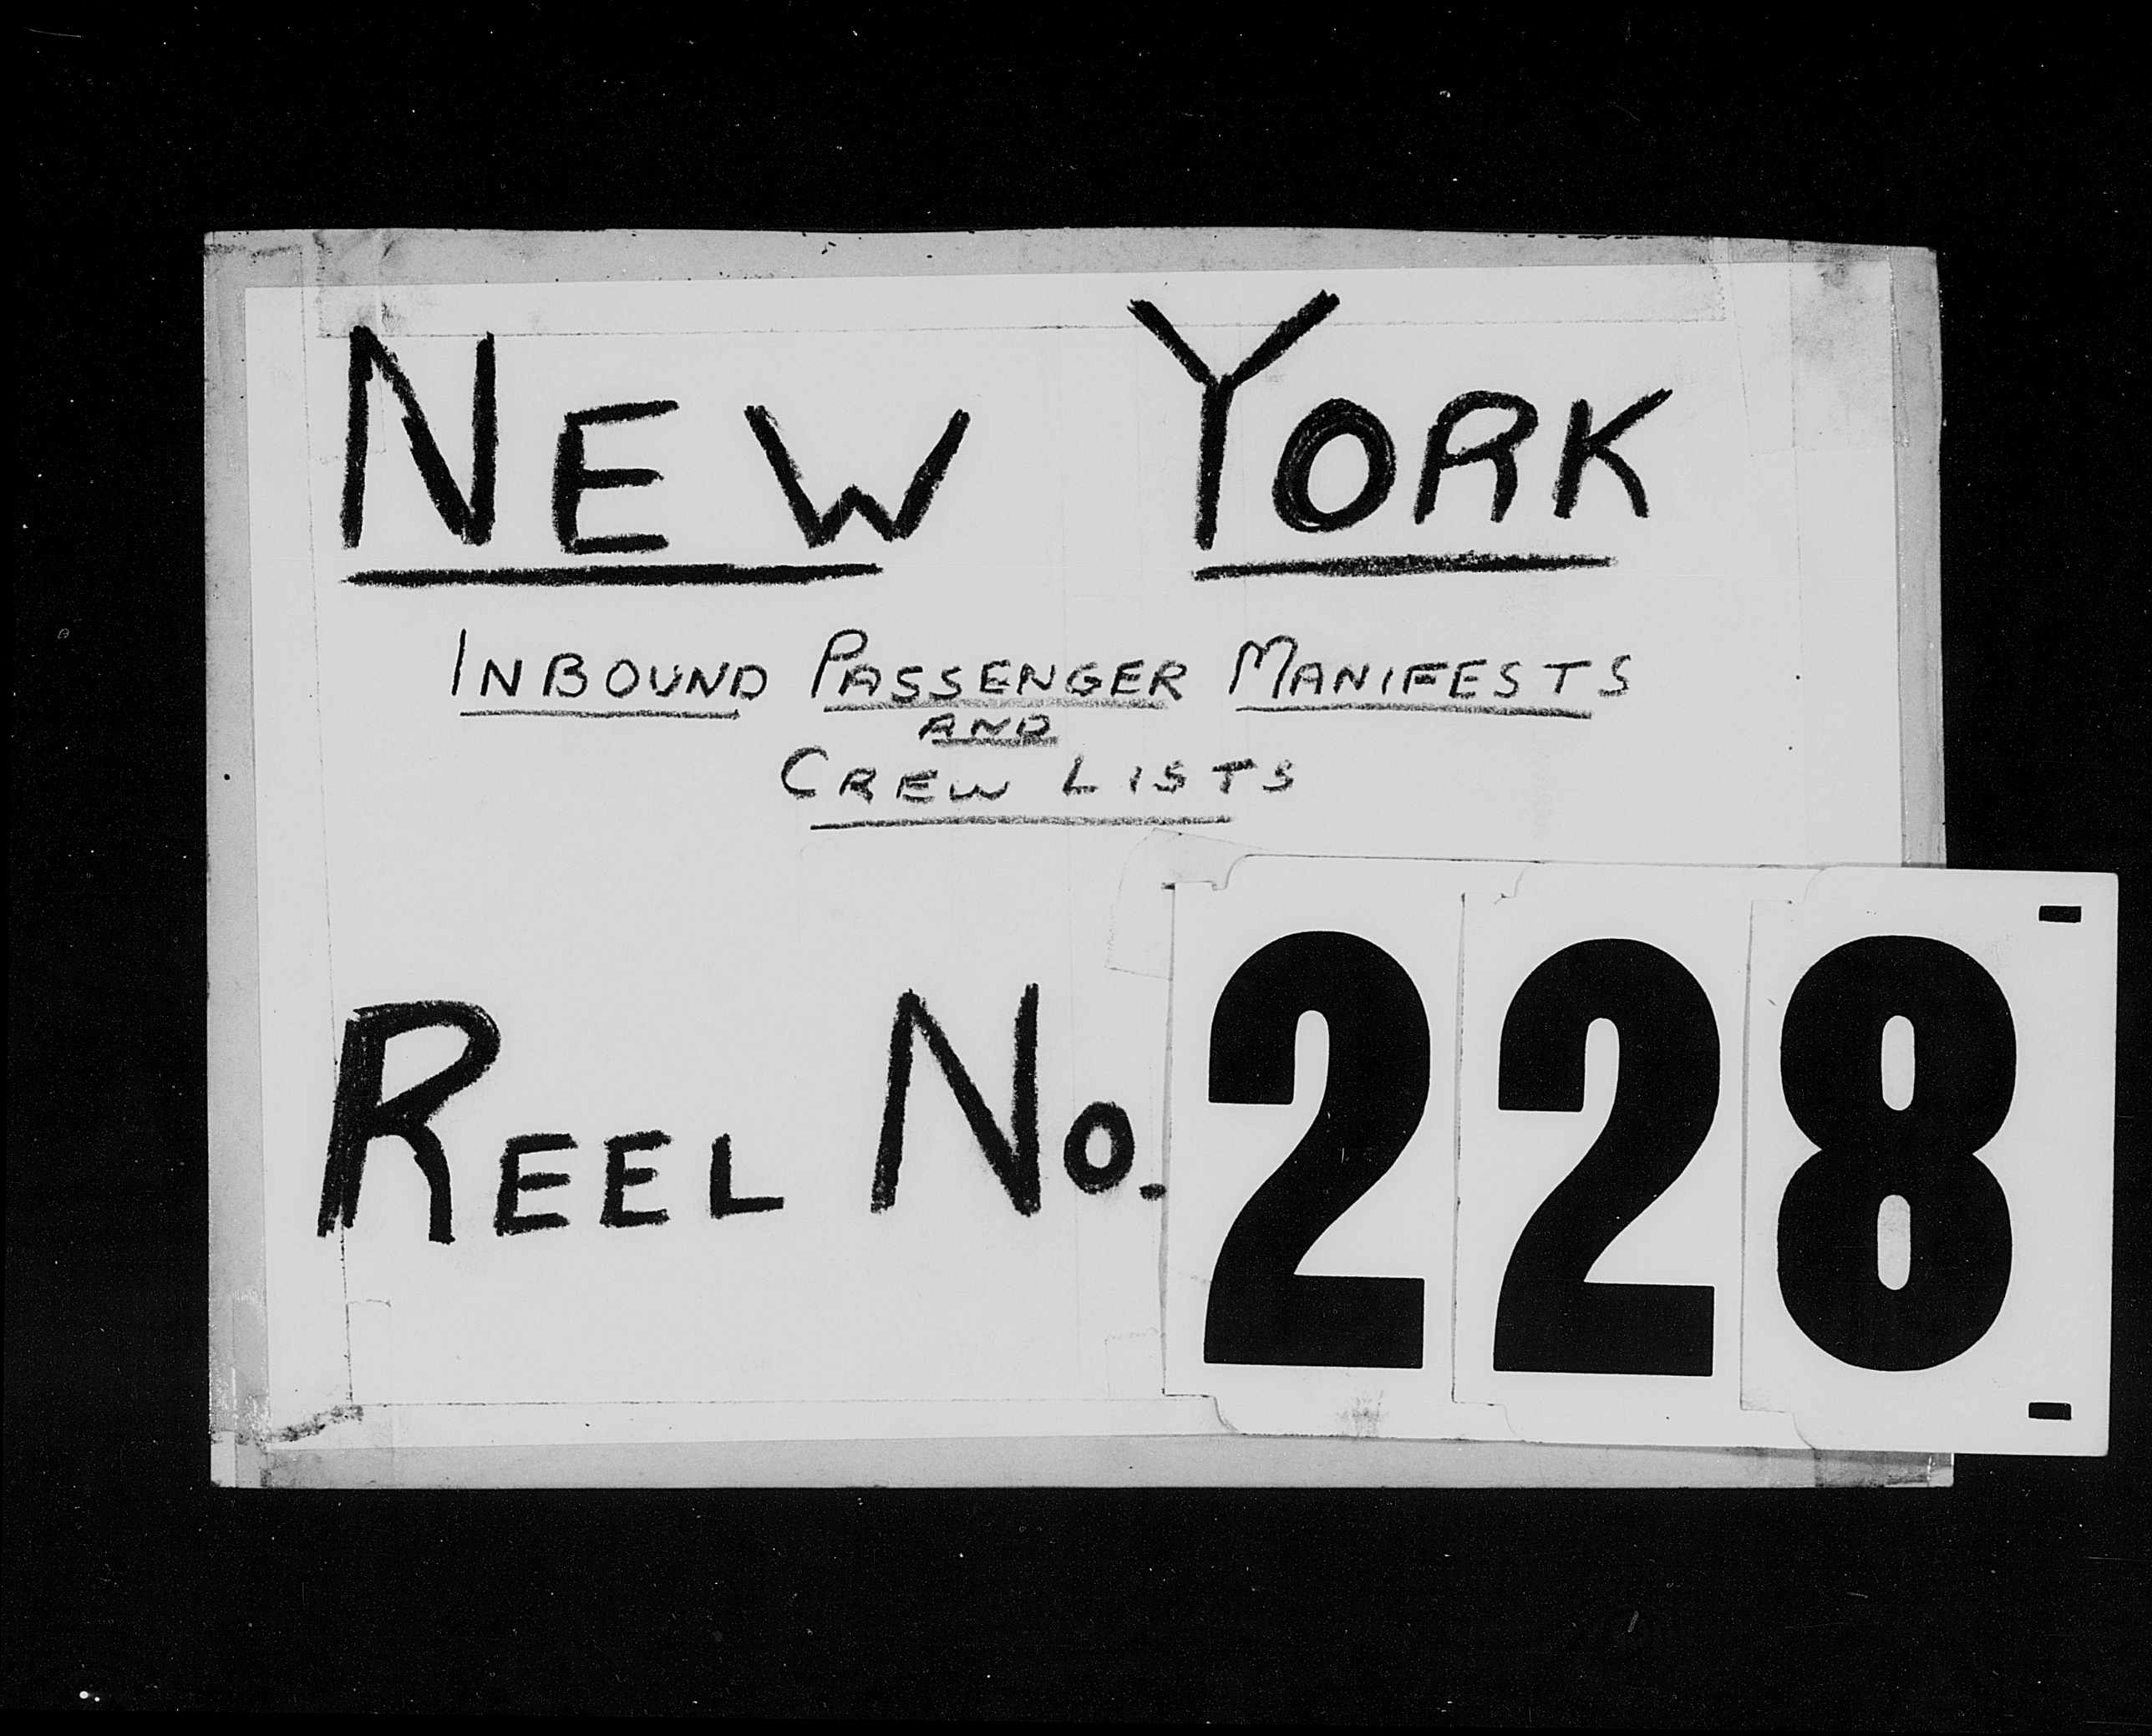 NEW YORK
INBOUND PASSENGER MANIFESTS
AND
CREW LISTS
REEL NO. 228